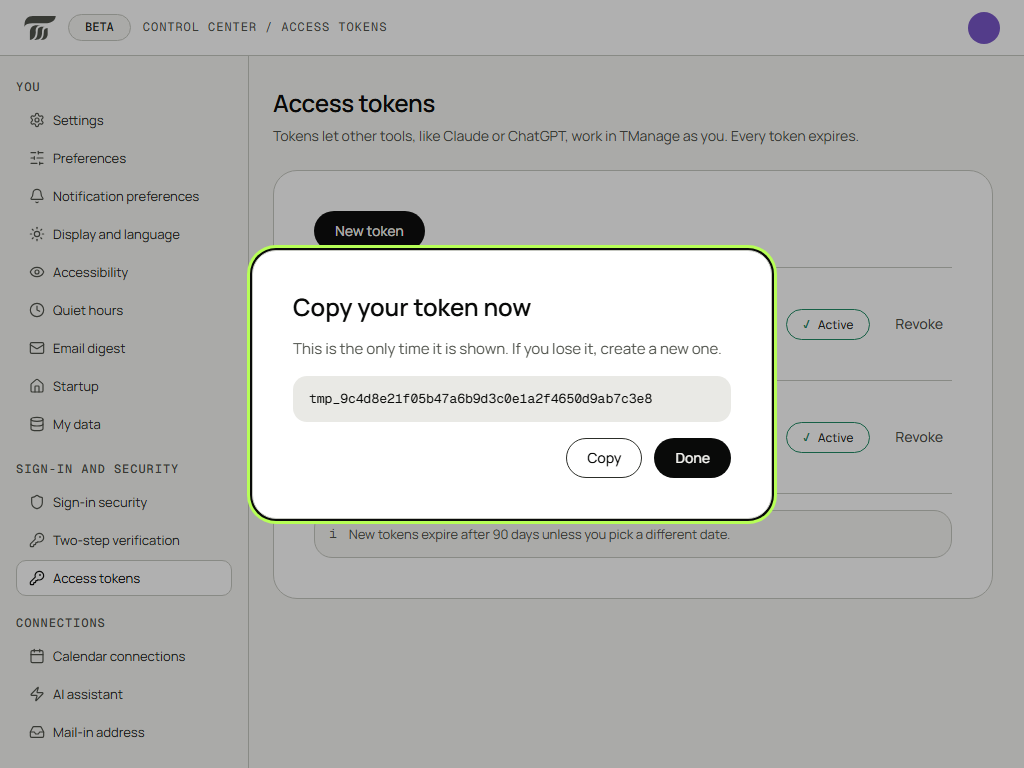 BETA
CONTROL CENTER / ACCESS TOKENS
YOU
Settings
Preferences
Notification preferences
Display and language
Accessibility
Quiet hours
Email digest
Startup
My data
SIGN-IN AND SECURITY
Sign-in security
Two-step verification
Access tokens
CONNECTIONS
Calendar connections
AI assistant
Mail-in address
Access tokens
Tokens let other tools, like Claude or ChatGPT, work in TManage as you. Every token expires.
New token
✓ Active
Revoke
✓ Active
Revoke
Copy your token now
This is the only time it is shown. If you lose it, create a new one.
tmp_9c4d8e21f05b47a6b9d3c0e1a2f4650d9ab7c3e8
Copy
Done
i New tokens expire after 90 days unless you pick a different date.